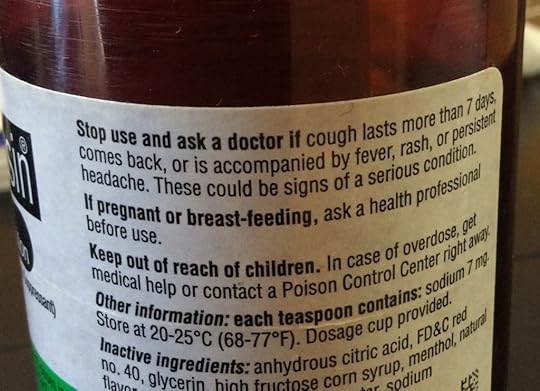 Stop use and ask a doctor if cough lasts more than 7 days,
comes back, or is accompanied by fever, rash, or persistent
headache. These could be signs of a serious condition.
If pregnant or breast-feeding, ask a health professional
before use.
Keep out of reach of children. In case of overdose, get
medical help or contact a Poison Control Center right away.
Other information: each teaspoon contains: sodium 7 mg.
Store at 20-25°C (68-77°F). Dosage cup provided.
Inactive ingredients: anhydrous citric acid, FD&C red
no. 40, glycerin, high fructose corn syrup, menthol, natural
sodium
sin®